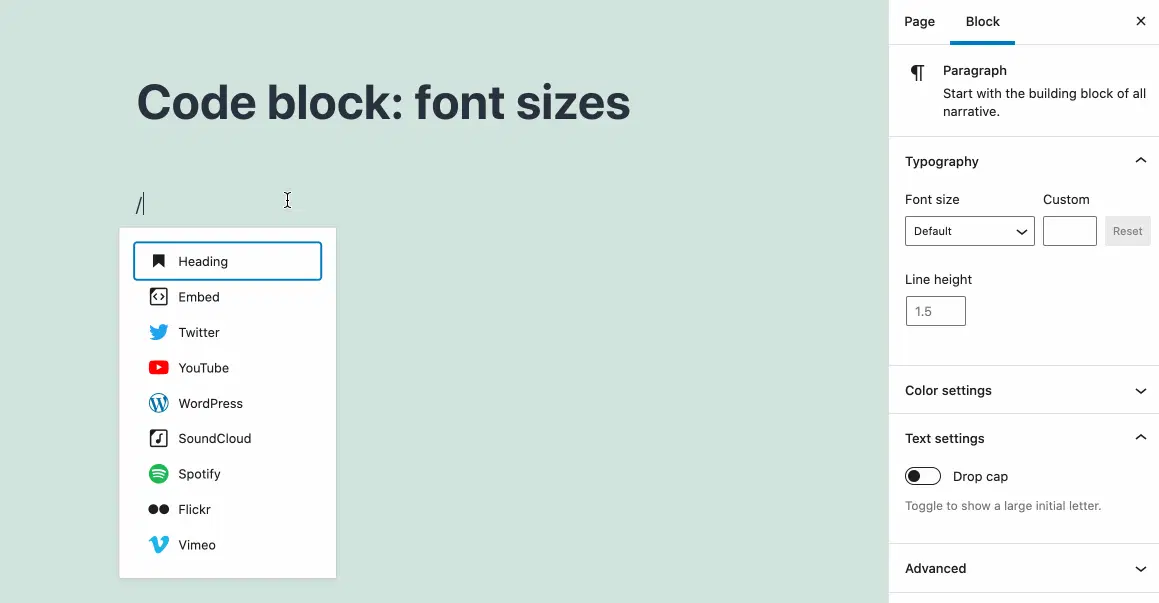 Code block: font sizes
/
Heading
Embed
Twitter
YouTube
WordPress
SoundCloud
Spotify
Flickr
Vimeo
Page Block
Paragraph
Start with the building block of all
narrative.
Typography
Font size Custom
Default Reset
Line height
1.5
Color settings
Text settings
Drop cap
Toggle to show a large initial letter.
Advanced